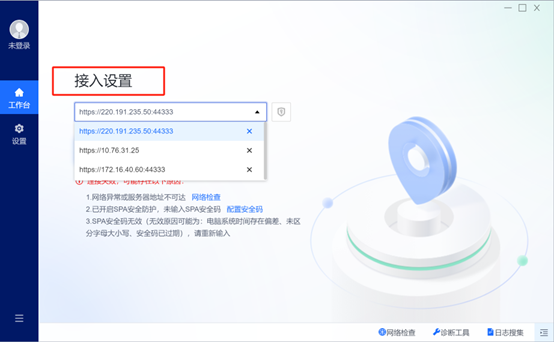 未登录
工作台
设置
接入设置
https://220.191.235.50:44333
https://220.191.235.50:44333
https://10.76.31.25
https://172.16.40.60:44333
连接失败，可能存在以下原因：
1.网络异常或服务器地址不可达 网络检查
2.已开启SPA安全防护，未输入SPA安全码 配置安全码
3.SPA安全码无效（无效原因可能为：电脑系统时间存在偏差、未区
分字母大小写、安全码已过期），请重新输入
网络检查 诊断工具 日志搜集